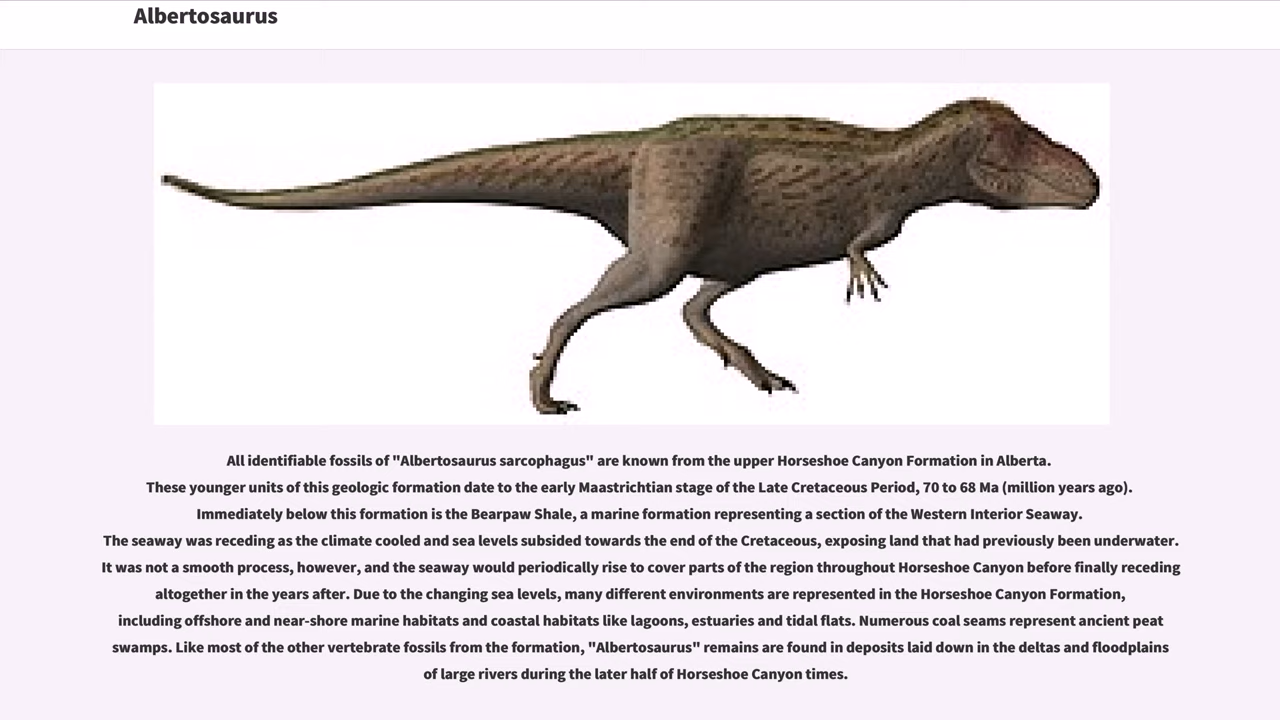 Albertosaurus
All identifiable fossils of "Albertosaurus sarcophagus" are known from the upper Horseshoe Canyon Formation in Alberta.
These younger units of this geologic formation date to the early Maastrichtian stage of the Late Cretaceous Period, 70 to 68 Ma (million years ago).
Immediately below this formation is the Bearpaw Shale, a marine formation representing a section of the Western Interior Seaway.
The seaway was receding as the climate cooled and sea levels subsided towards the end of the Cretaceous, exposing land that had previously been underwater.
It was not a smooth process, however, and the seaway would periodically rise to cover parts of the region throughout Horseshoe Canyon before finally receding
altogether in the years after. Due to the changing sea levels, many different environments are represented in the Horseshoe Canyon Formation,
including offshore and near-shore marine habitats and coastal habitats like lagoons, estuaries and tidal flats. Numerous coal seams represent ancient peat
swamps. Like most of the other vertebrate fossils from the formation, "Albertosaurus" remains are found in deposits laid down in the deltas and floodplains
of large rivers during the later half of Horseshoe Canyon times.